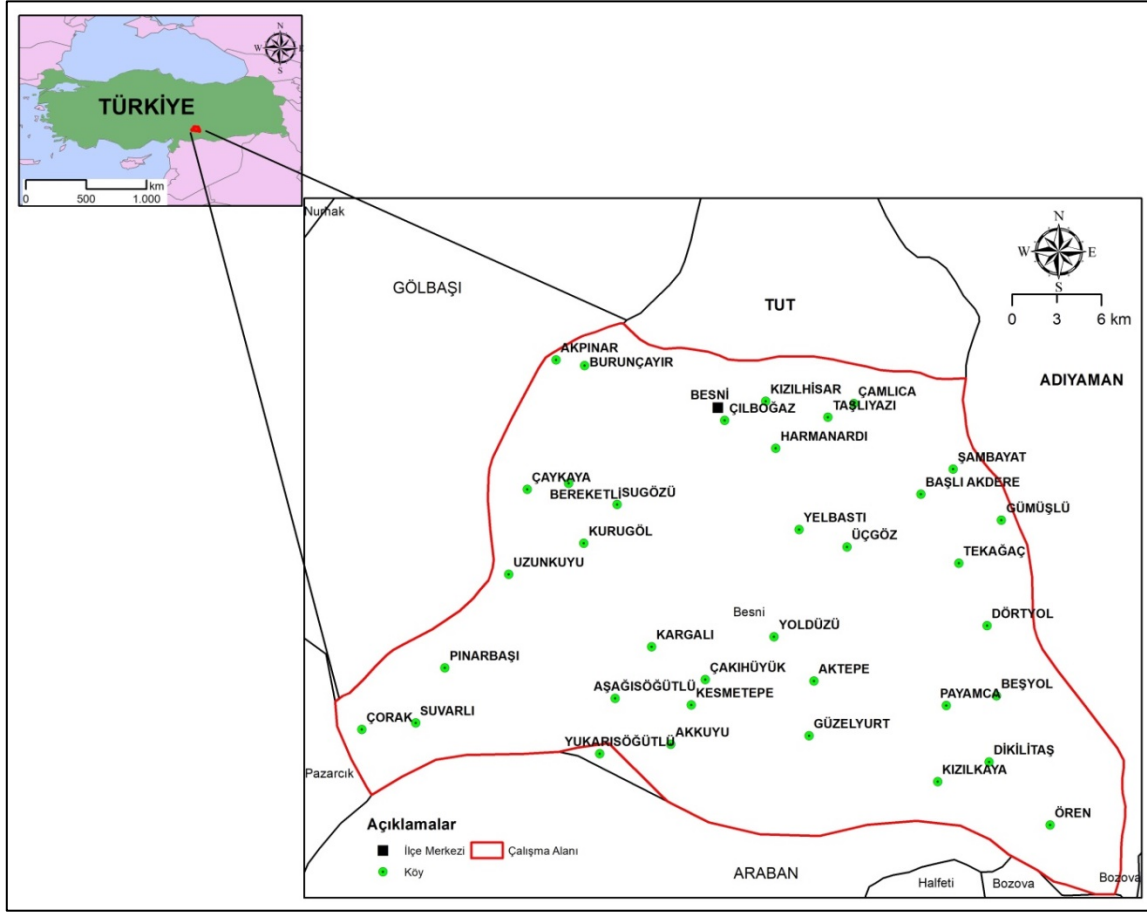 N
W E
S
TÜRKİYE
km
0 500 1.000
Nurhak
GÖLBAŞI
TUT
N
W E
S
0 3 6 km
ADIYAMAN
AKPINAR
BURUNÇAYIR
BESNİ
KIZILHİSAR
ÇAMLICA
ÇILBOĞAZ
TAŞLIYAZI
HARMANARDI
ŞAMBAYAT
ÇAYKAYA
BEREKETLİ
SUGÖZÜ
BAŞLI AKDERE
GÜMÜŞLÜ
KURUGÖL
YELBASTI
ÜÇGÖZ
UZUNKUYU
TEKAĞAÇ
Besni
DÖRTYOL
KARGALI
YOLDÜZÜ
PINARBAŞI
ÇAKIHÜYÜK
AKTEPE
AŞAĞISÖĞÜTLÜ
KESMETEPE
PAYAMCA
BEŞYOL
ÇORAK
SUVARLI
YUKARISÖĞÜTLÜ
AKKUYU
GÜZELYURT
DİKİLİTAŞ
Pazarcık
KIZILKAYA
ÖREN
Açıklamalar
İlçe Merkezi
Çalışma Alanı
Köy
ARABAN
Halfeti
Bozova
Bozova